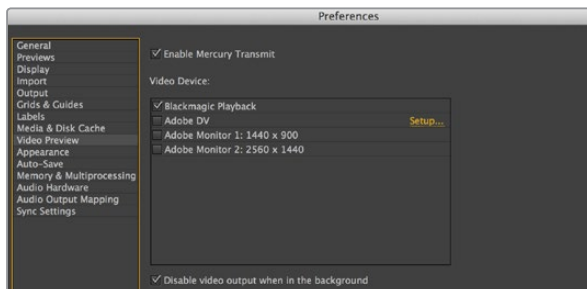 Preferences
General
Previews
Display
Import
Output
Grids & Guides
Labels
Media & Disk Cache
Video Preview
Appearance
Auto-Save
Memory & Multiprocessing
Audio Hardware
Audio Output Mapping
Sync Settings
Enable Mercury Transmit
Video Device:
Blackmagic Playback
Adobe DV Setup...
Adobe Monitor 1: 1440 x 900
Adobe Monitor 2: 2560 x 1440
Disable video output when in the background